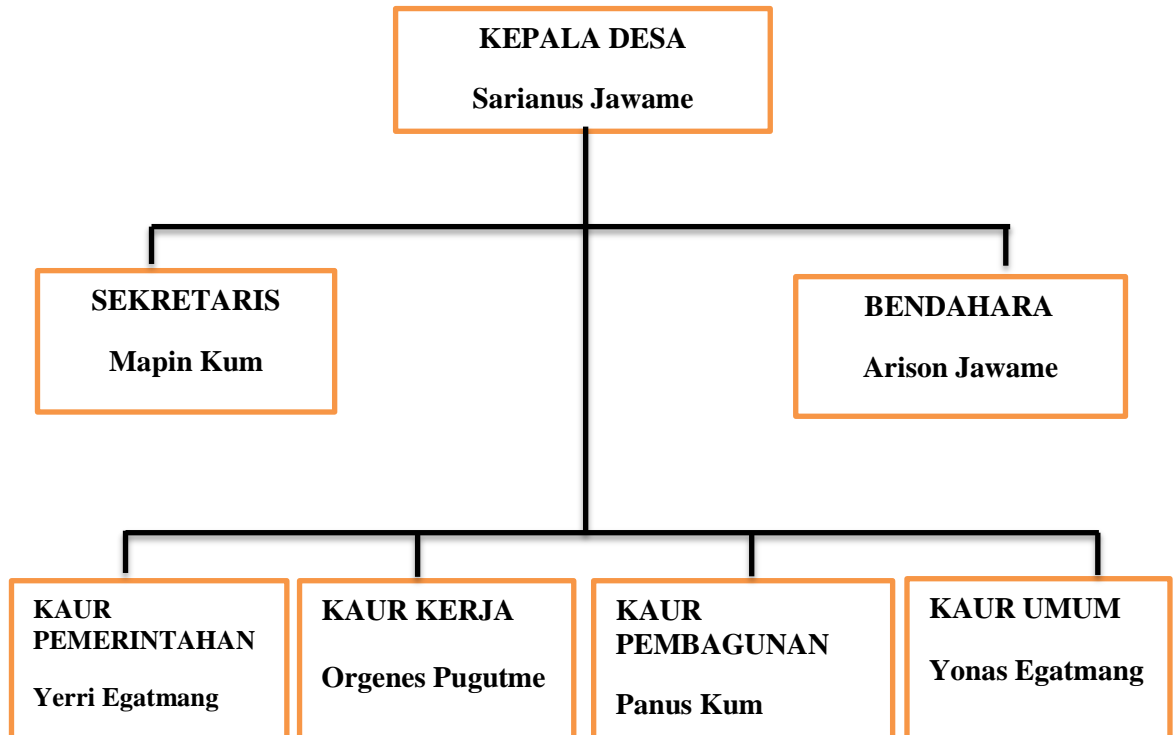 KEPALA DESA
Sarianus Jawame
SEKRETARIS
Mapin Kum
BENDAHARA
Arison Jawame
KAUR
PEMERINTAHAN
Yerri Egatmang
KAUR KERJA
Orgenes Pugutme
KAUR
PEMBAGUNAN
Panus Kum
KAUR UMUM
Yonas Egatmang